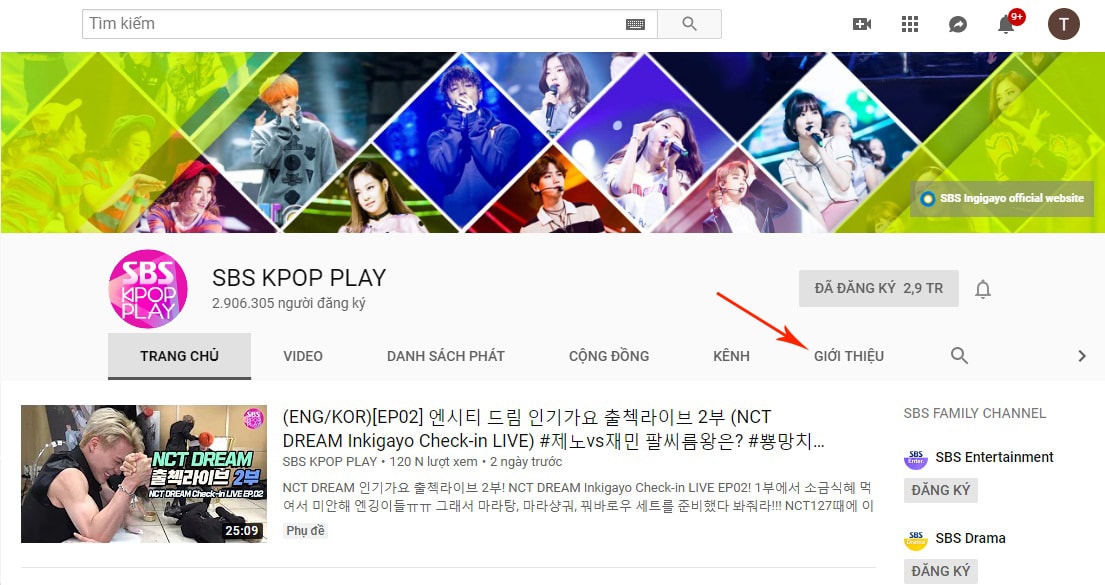 Tìm kiếm
9+
T
SBS Ingigayo official website
SBS
KPOP
PLAY
SBS KPOP PLAY
2.906.305 người đăng ký
ĐÃ ĐĂNG KÝ 2,9 TR
TRANG CHỦ
VIDEO
DANH SÁCH PHÁT
CỘNG ĐỒNG
KÊNH
GIỚI THIỆU
NCT DREAM
출첵라이브 2부
NCT DREAM Check-in LIVE EP.02
25:09
(ENG/KOR)[EP02] 엔시티 드림 인기가요 출첵라이브 2부 (NCT
DREAM Inkigayo Check-in LIVE) #제노vs재민 팔씨름왕은? #뿅망치...
SBS KPOP PLAY • 120 N lượt xem • 2 ngày trước
NCT DREAM 인기가요 출첵라이브 2부! NCT DREAM Inkigayo Check-in LIVE EP02! 1부에서 소금식혜 먹
여서 미안해 엔깅이들ㅠㅠ 그래서 마라탕, 마라샹궈, 꿔바로우 세트를 준비했다 봐줘라!!! NCT127때에 이
Phụ đề
SBS FAMILY CHANNEL
SBS
Enter
SBS Entertainment
ĐĂNG KÝ
SBS
Drama
SBS Drama
ĐĂNG KÝ